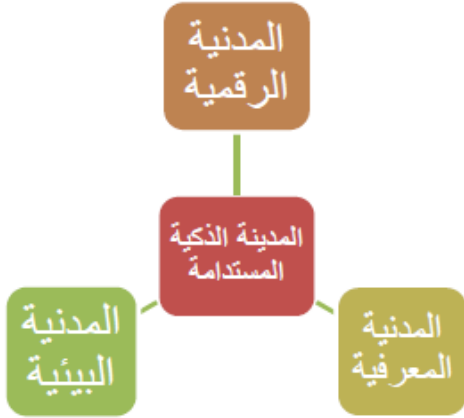 المدنية
الرقمية
المدينة الذكية
المستدامة
المدنية
المعرفية
المدنية
البيئية